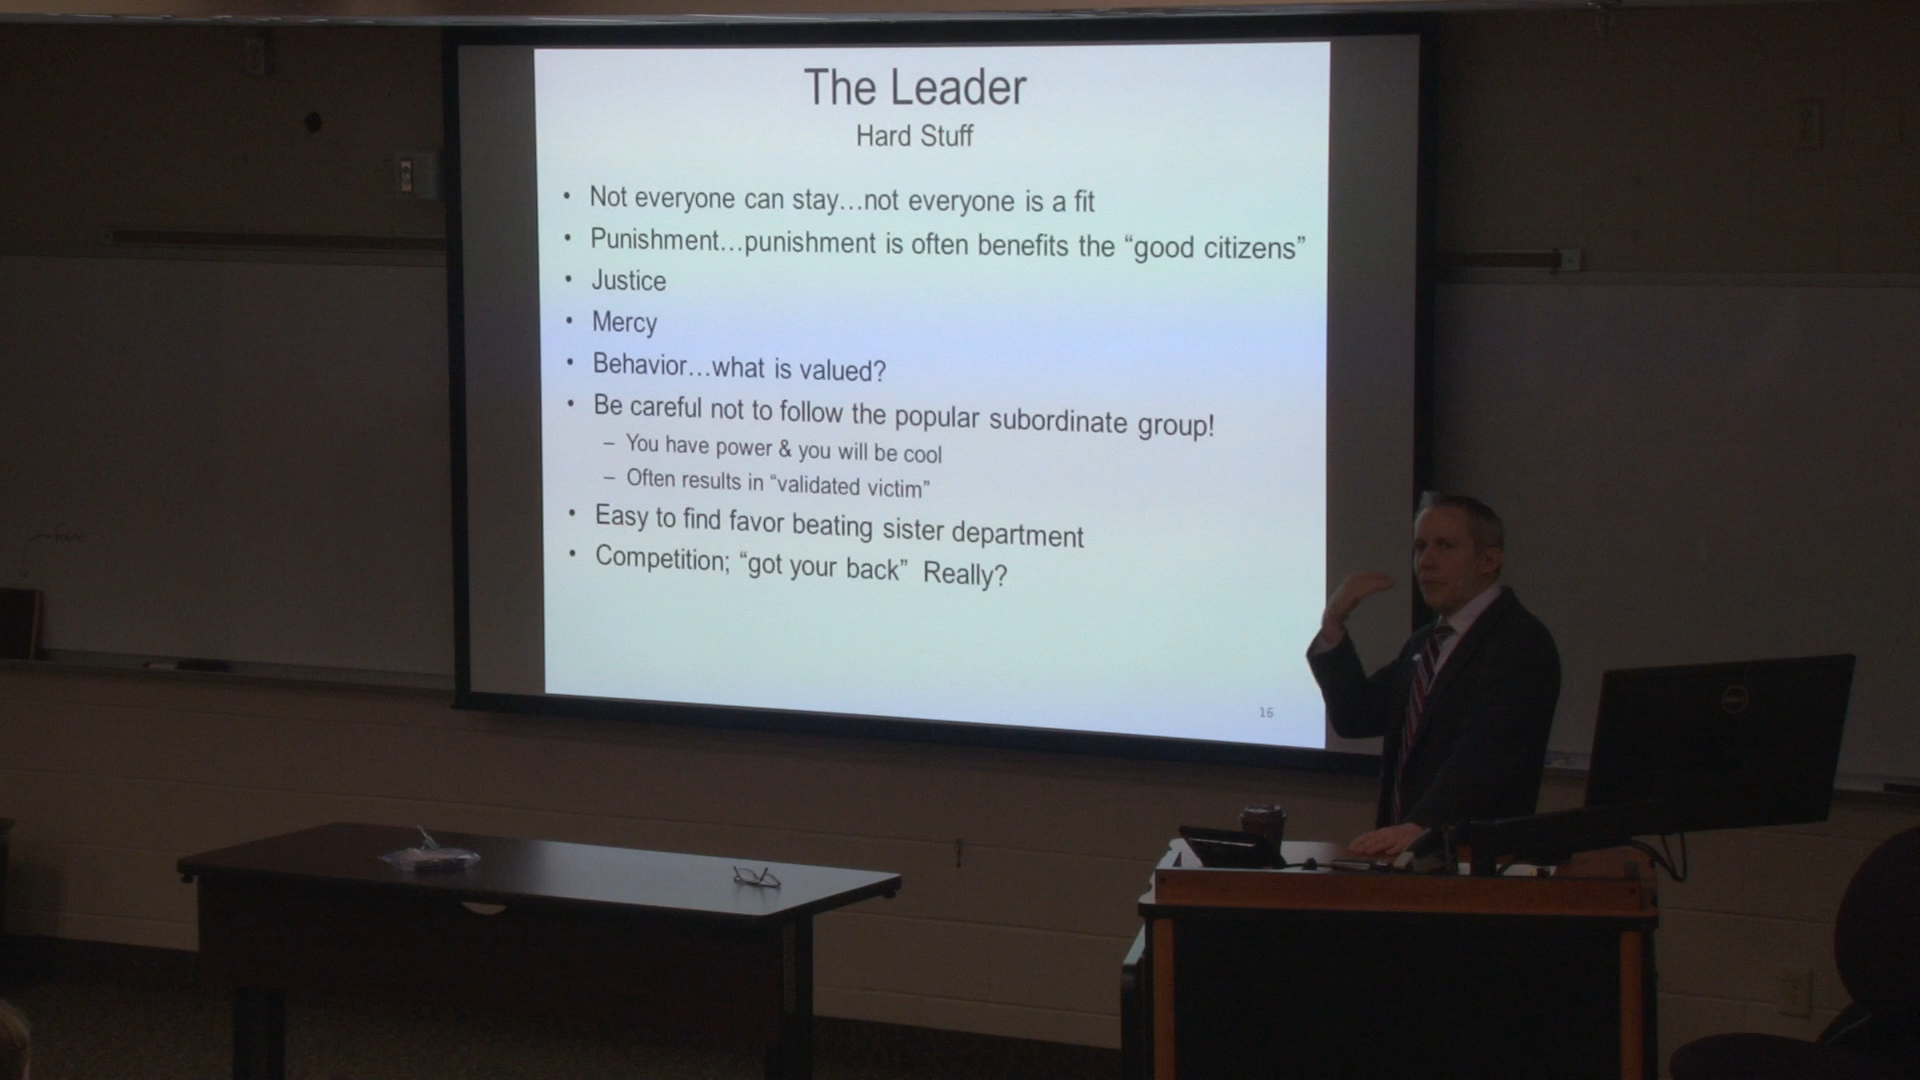 The Leader
Hard Stuff
• Not everyone can stay…not everyone is a fit
• Punishment…punishment is often benefits the “good citizens”
• Justice
• Mercy
• Behavior…what is valued?
• Be careful not to follow the popular subordinate group!
– You have power & you will be cool
– Often results in “validated victim”
• Easy to find favor beating sister department
• Competition; “got your back” Really?
16